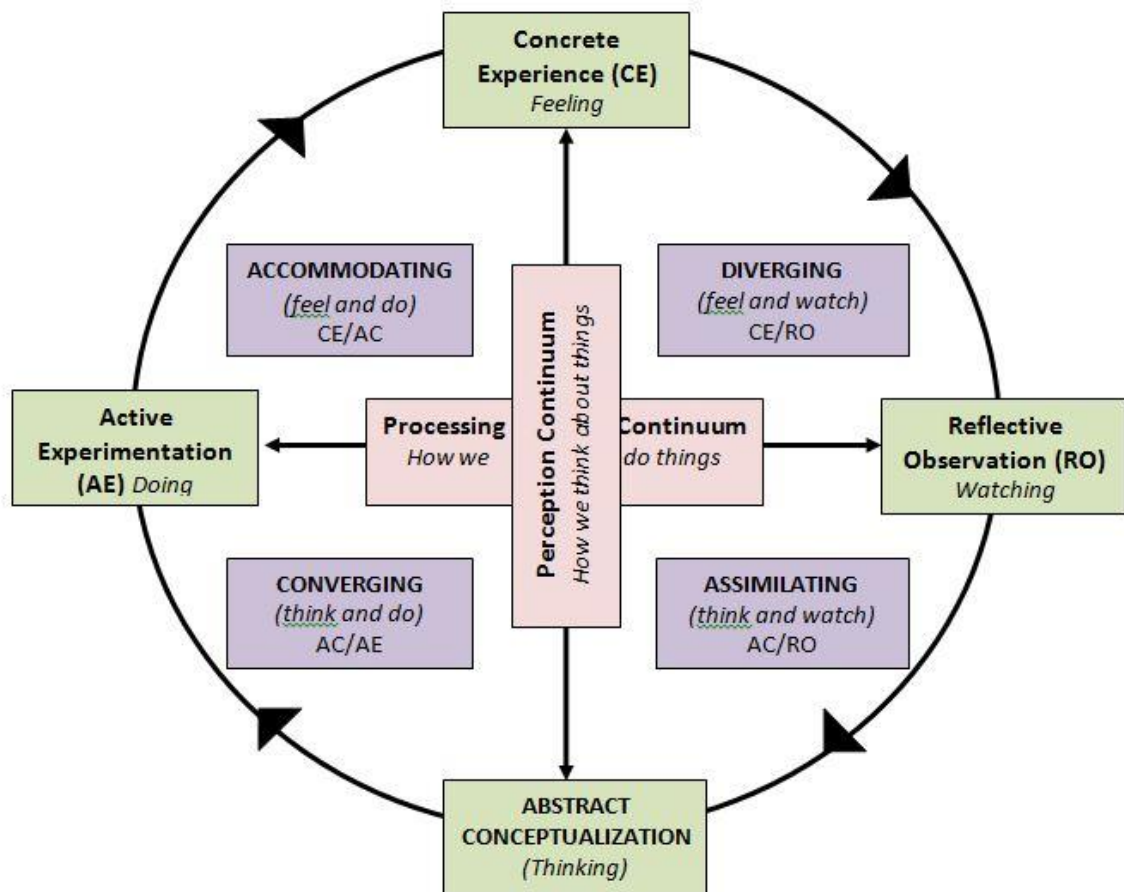 Concrete
Experience (CE)
Feeling
ACCOMMODATING
(feel and do)
CE/AC
DIVERGING
(feel and watch)
CE/RO
Active
Experimentation
(AE) Doing
Processing Continuum
How we do things
Perception Continuum
How we think about things
Reflective
Observation (RO)
Watching
CONVERGING
(think and do)
AC/AE
ASSIMILATING
(think and watch)
AC/RO
ABSTRACT
CONCEPTUALIZATION
(Thinking)